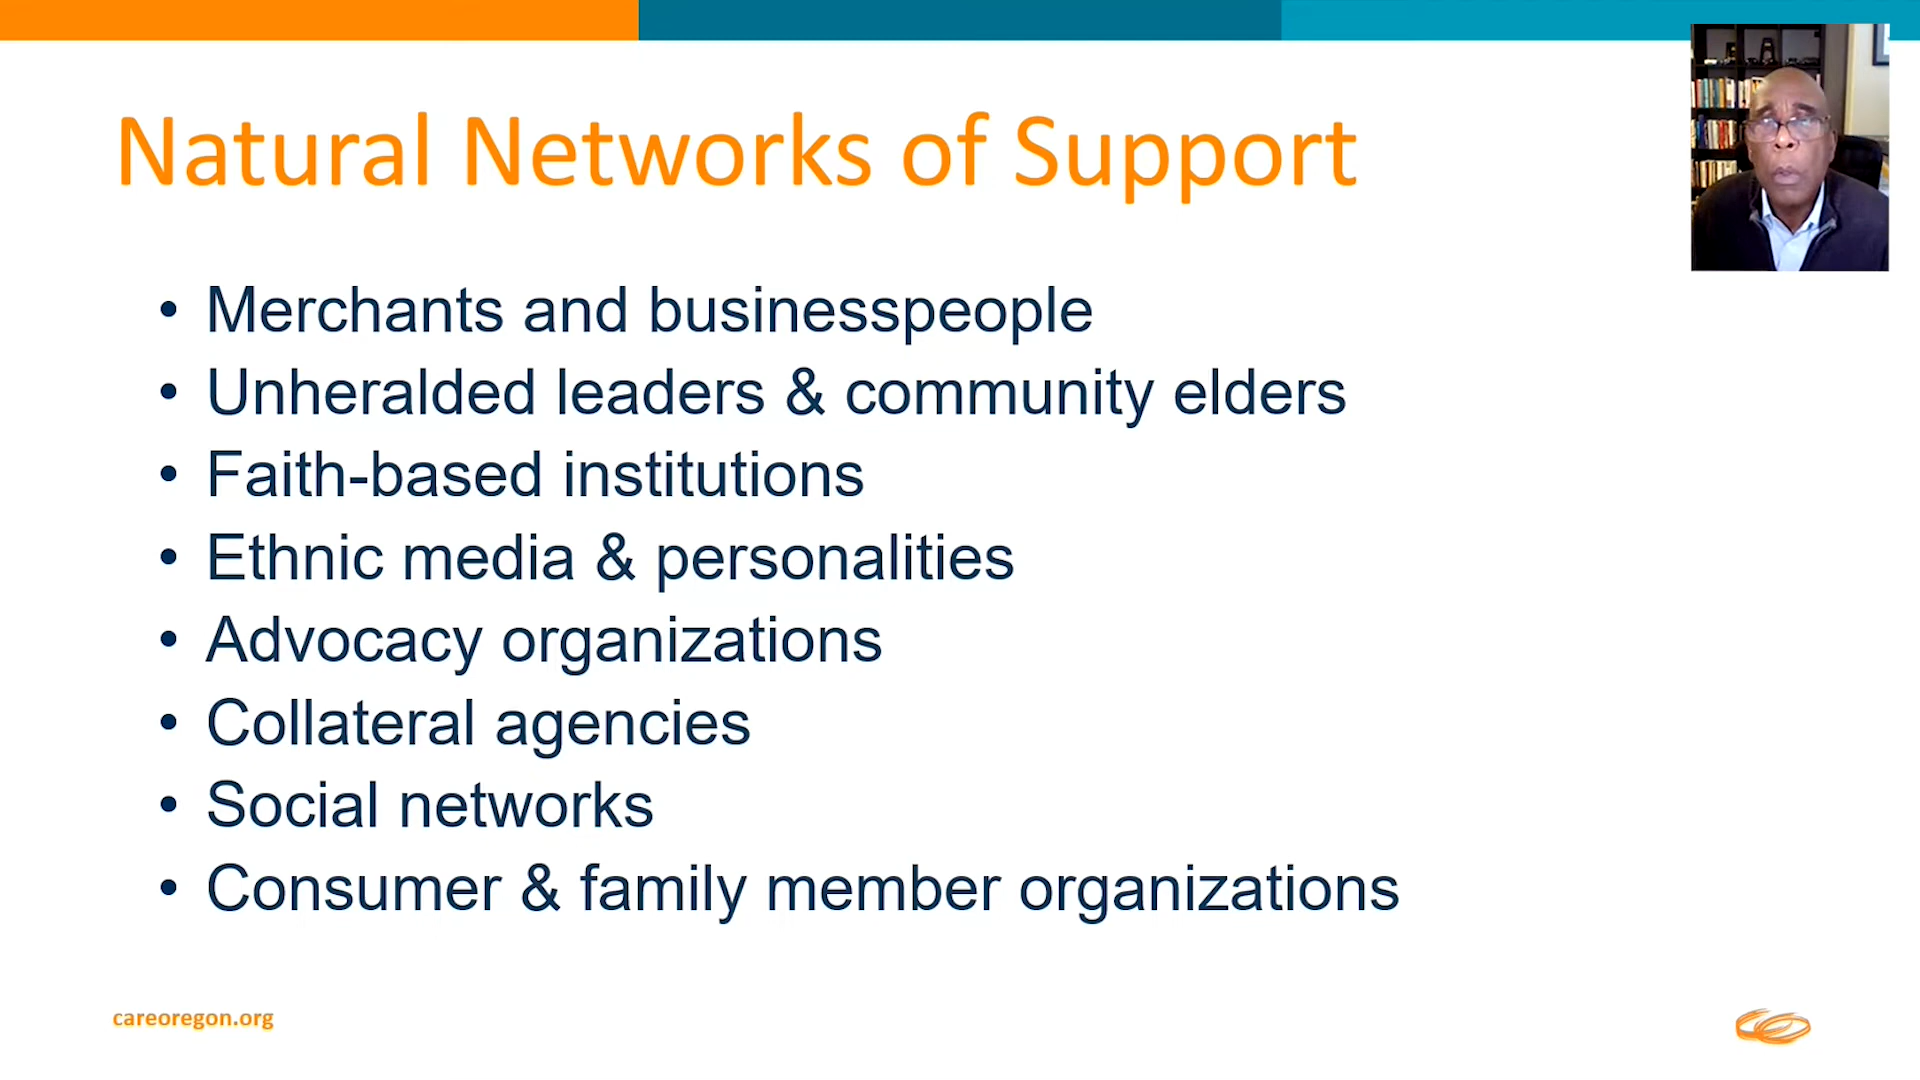 Natural Networks of Support
• Merchants and businesspeople
• Unheralded leaders & community elders
• Faith-based institutions
• Ethnic media & personalities
• Advocacy organizations
• Collateral agencies
• Social networks
• Consumer & family member organizations
careoregon.org